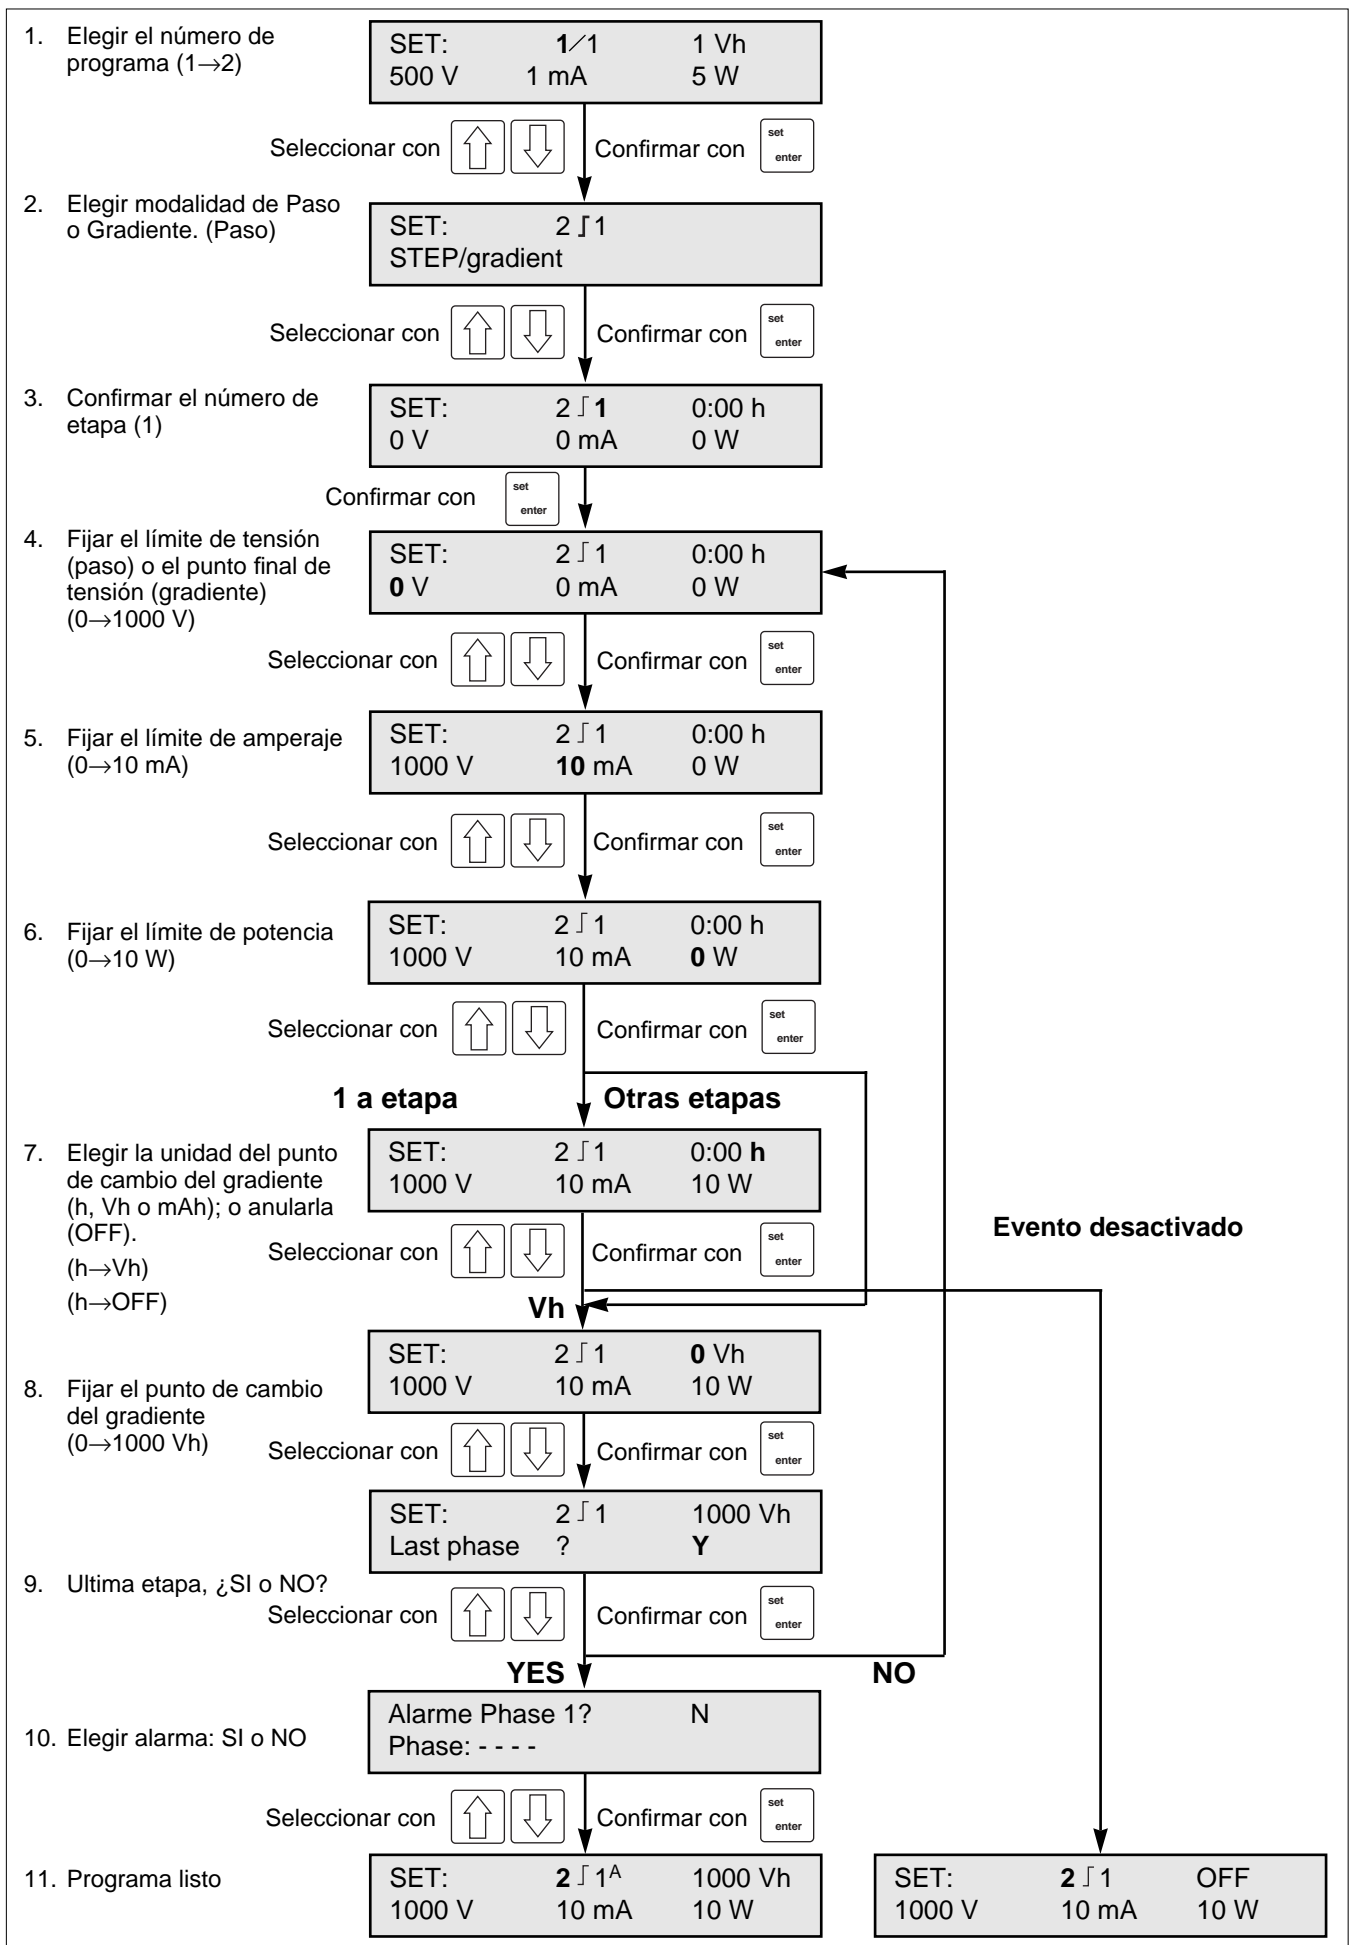 1. Elegir el número de
programa (1→2)
SET: 1/1 1 Vh
500 V 1 mA 5 W
Seleccionar con Confirmar con set enter
2. Elegir modalidad de Paso
o Gradiente. (Paso)
SET: 2 ⌡1
STEP/gradient
Seleccionar con Confirmar con set enter
3. Confirmar el número de
etapa (1)
SET: 2⌠1 0:00 h
0 V 0 mA 0 W
Confirmar con set enter
4. Fijar el límite de tensión
(paso) o el punto final de
tensión (gradiente)
(0→1000 V)
SET: 2⌠1 0:00 h
0 V 0 mA 0 W
Seleccionar con Confirmar con set enter
5. Fijar el límite de amperaje
(0→10 mA)
SET: 2⌠1 0:00 h
1000 V 10 mA 0 W
Seleccionar con Confirmar con set enter
6. Fijar el límite de potencia
(0→10 W)
SET: 2⌠1 0:00 h
1000 V 10 mA 0 W
Seleccionar con Confirmar con set enter
1 a etapa Otras etapas
7. Elegir la unidad del punto
de cambio del gradiente
(h, Vh o mAh); o anularla
(OFF).
(h→Vh)
(h→OFF)
SET: 2⌠1 0:00 h
1000 V 10 mA 10 W
Evento desactivado
Seleccionar con Confirmar con set enter
Vh
SET: 2⌠1 0 Vh
1000 V 10 mA 10 W
8. Fijar el punto de cambio
del gradiente
(0→1000 Vh)
Seleccionar con Confirmar con set enter
SET: 2⌠1 1000 Vh
Last phase ? Y
9. Ultima etapa, ¿SI o NO?
Seleccionar con Confirmar con set enter
YES NO
Alarme Phase 1? N
Phase: - - - -
10. Elegir alarma: SI o NO
Seleccionar con Confirmar con set enter
11. Programa listo
SET: 2⌠1A 1000 Vh
1000 V 10 mA 10 W
SET: 2⌠1 OFF
1000 V 10 mA 10 W